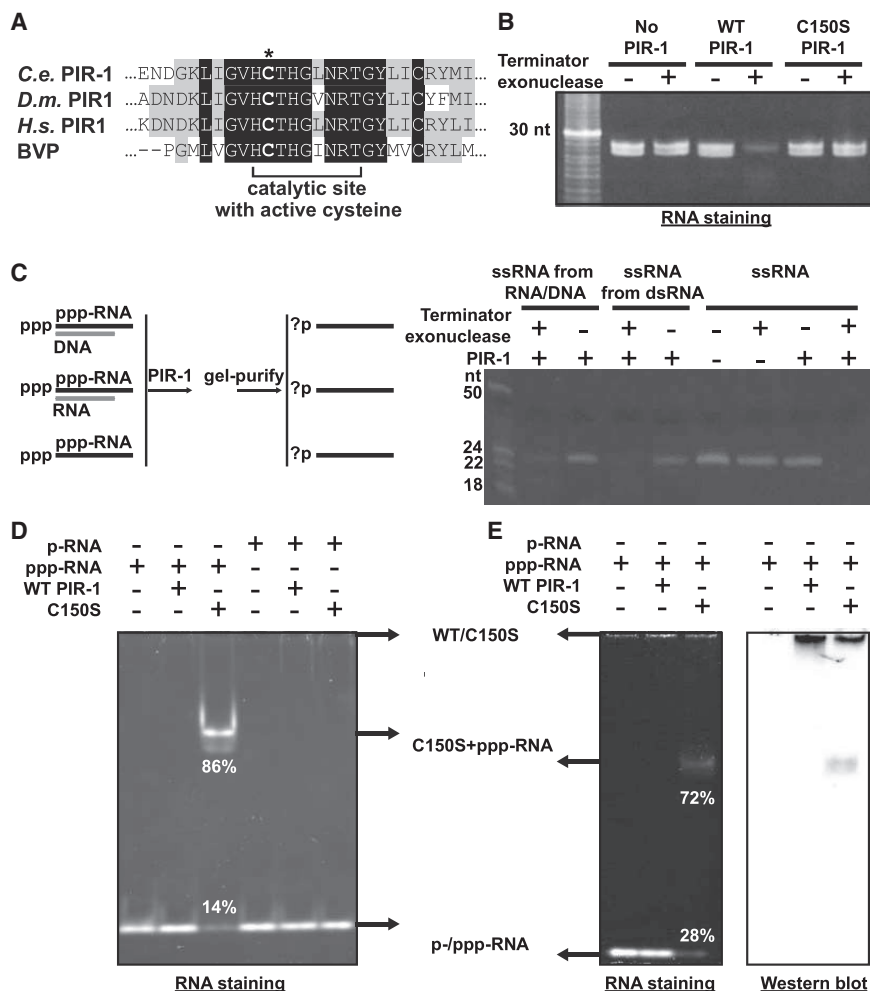 A
*
C.e. PIR-1 ...ENDGKLIGVHCTHGLNRTGYLICRYMI...
D.m. PIR1 ...ADNDKLIGVHCTHGVNRTGYLICYFMI...
H.s. PIR1 ...KDNDKLIGVHCTHGLNRTGYLICRYLI...
BVP ...--PGMLVGVHCTHGINRTGYMVCRYLM...
catalytic site
with active cysteine
B
No PIR-1 WT PIR-1 C150S PIR-1
Terminator exonuclease - + - + - +
30 nt
RNA staining
C
ppp-RNA
ppp
DNA
ppp-RNA
ppp
RNA
ppp-RNA
ppp
PIR-1
gel-purify
?p
?p
?p
ssRNA from RNA/DNA ssRNA from dsRNA ssRNA
Terminator exonuclease + - + - - + - +
PIR-1 + + + + - - + +
nt
50
24
22
18
D
p-RNA - - - + + +
ppp-RNA + + + - - -
WT PIR-1 - + - - + -
C150S - - + - - +
86%
14%
RNA staining
WT/C150S
C150S+ppp-RNA
p-/ppp-RNA
E
p-RNA - - - - - -
ppp-RNA + + + + + +
WT PIR-1 - + - - + -
C150S - - + - - +
72%
28%
RNA staining
Western blot